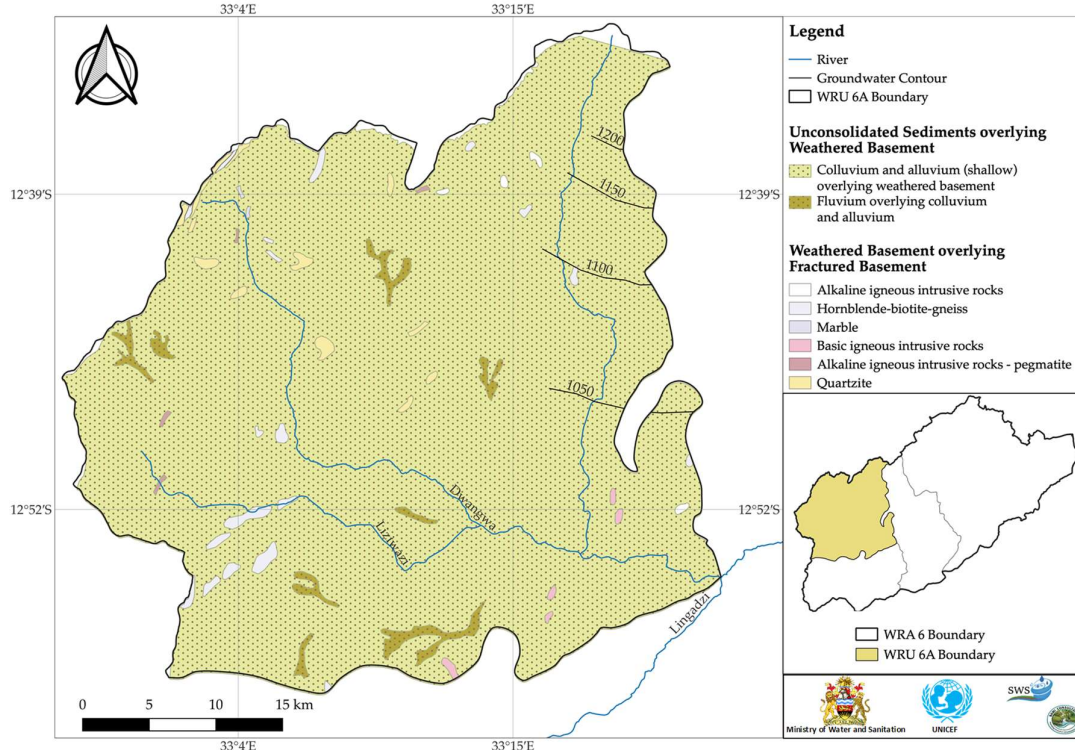 33°4'E
33°15'E
12°39'S
12°39'S
1200
1150
1100
1050
12°52'S
12°52'S
Dwangwa
Liziwazi
Lingadzi
0 5 10 15 km
33°4'E
33°15'E
Legend
River
Groundwater Contour
WRU 6A Boundary
Unconsolidated Sediments overlying
Weathered Basement
Colluvium and alluvium (shallow)
overlying weathered basement
Fluvium overlying colluvium
and alluvium
Weathered Basement overlying
Fractured Basement
Alkaline igneous intrusive rocks
Hornblende-biotite-gneiss
Marble
Basic igneous intrusive rocks
Alkaline igneous intrusive rocks - pegmatite
Quartzite
WRA 6 Boundary
WRU 6A Boundary
Ministry of Water and Sanitation
UNICEF
SWS